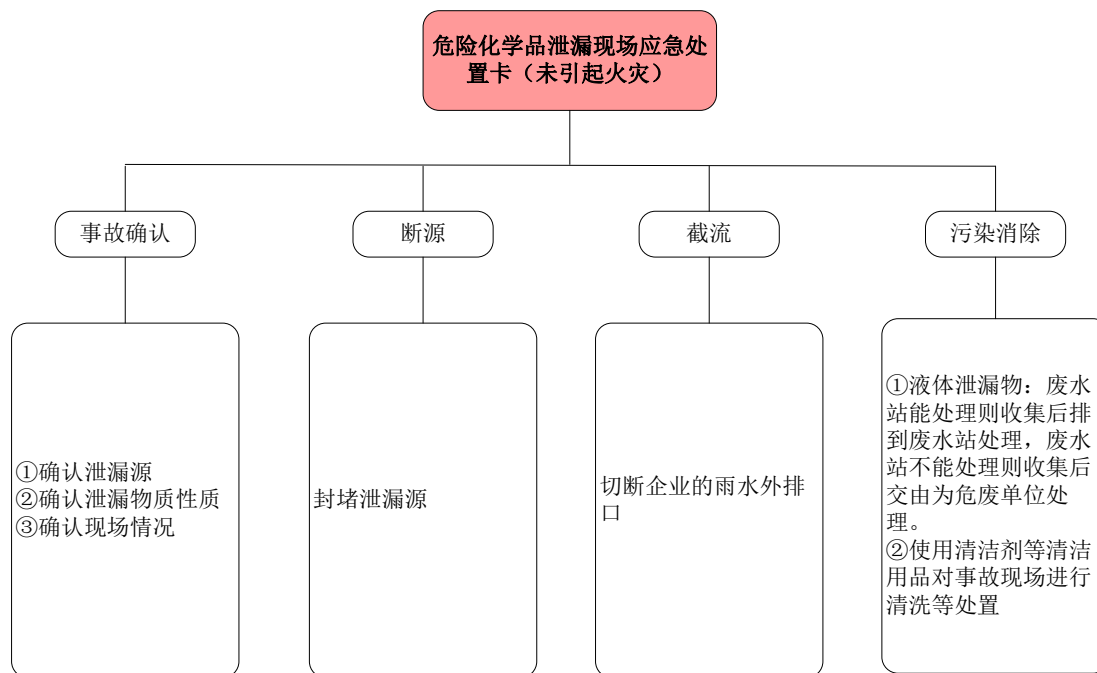 危险化学品泄漏现场应急处
置卡（未引起火灾）
事故确认
断源
截流
污染消除
①确认泄漏源
②确认泄漏物质性质
③确认现场情况
封堵泄漏源
切断企业的雨水外排
口
①液体泄漏物：废水
站能处理则收集后排
到废水站处理，废水
站不能处理则收集后
交由为危废单位处
理。
②使用清洁剂等清洁
用品对事故现场进行
清洗等处置